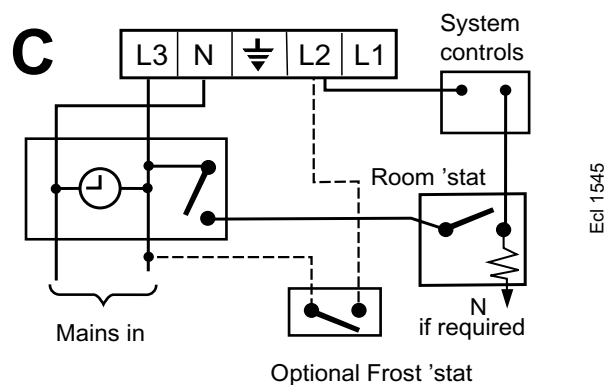 C
L3 N L2 L1
System
controls
Room 'stat
Ecl 1545
Mains in
N
if required
Optional Frost 'stat